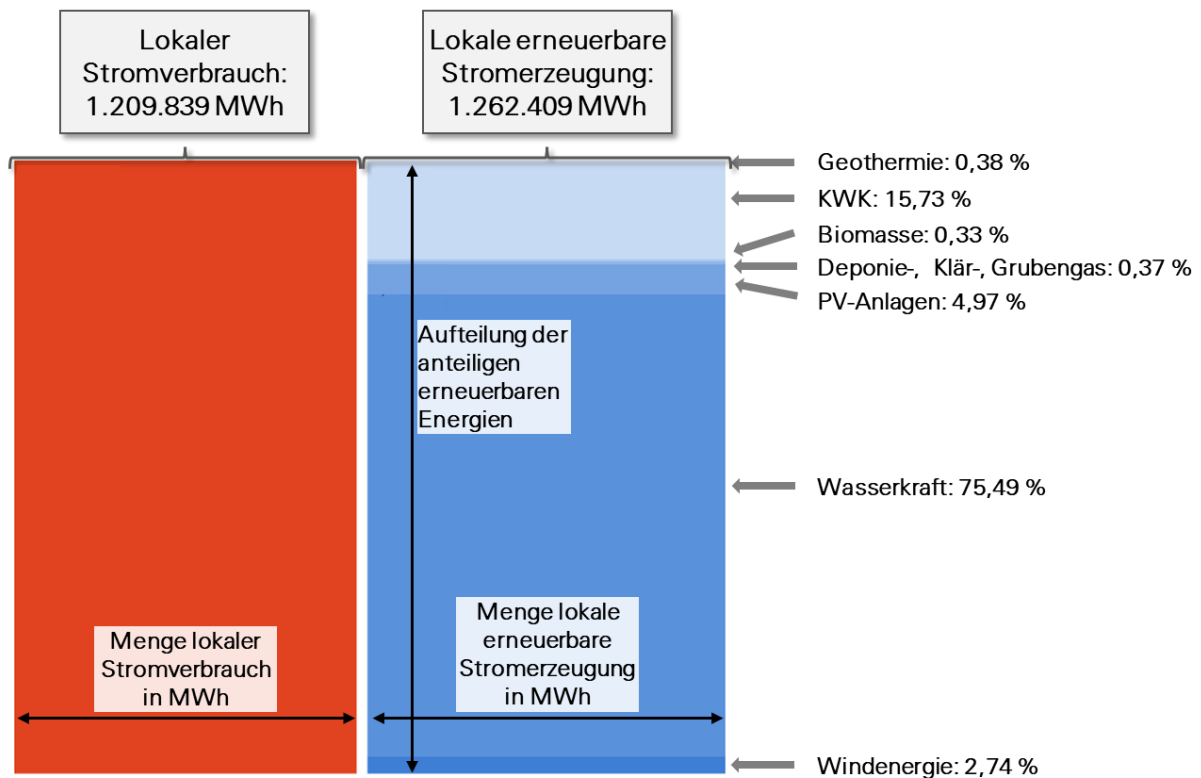 Lokaler
Stromverbrauch:
1.209.839 MWh
Lokale erneuerbare
Stromerzeugung:
1.262.409 MWh
Geothermie: 0,38 %
KWK: 15,73 %
Biomasse: 0,33 %
Deponie-, Klär-, Grubengas: 0,37 %
PV-Anlagen: 4,97 %
Aufteilung der
anteiligen
erneuerbaren
Energien
Wasserkraft: 75,49 %
Menge lokaler
Stromverbrauch
in MWh
Menge lokale
erneuerbare
Stromerzeugung
in MWh
Windenergie: 2,74 %